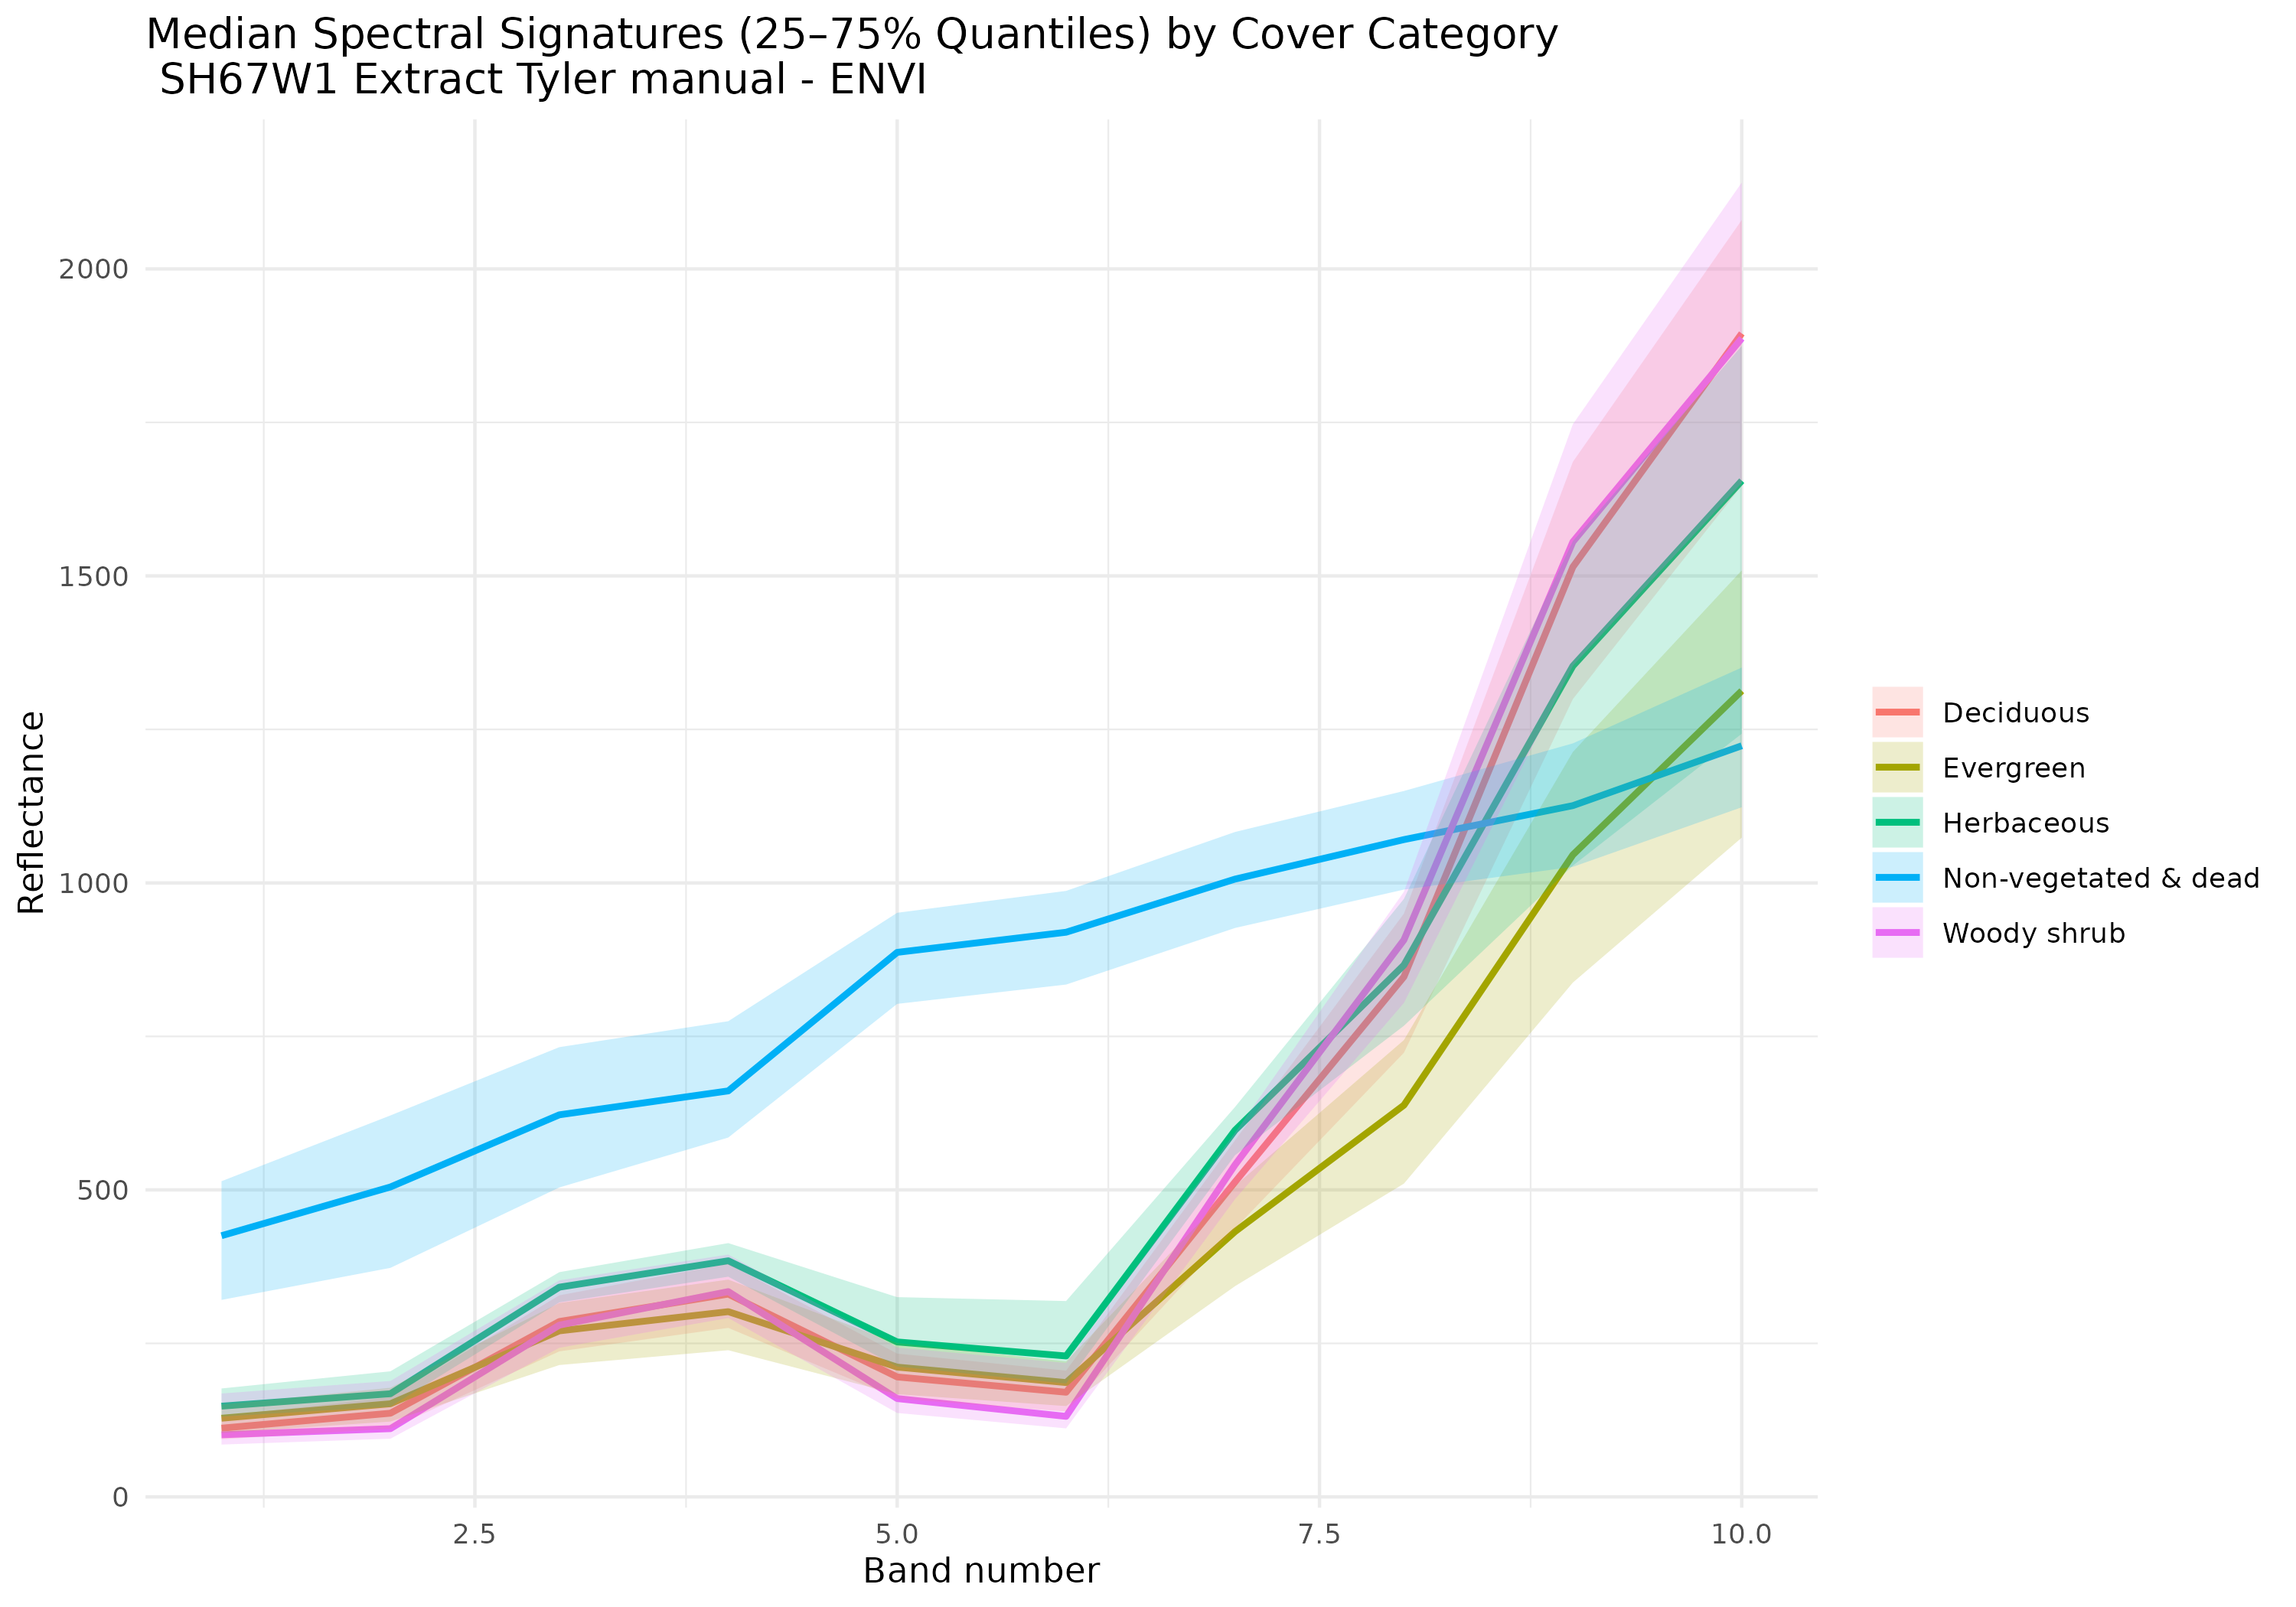 Median Spectral Signatures (25–75% Quantiles) by Cover Category
SH67W1 Extract Tyler manual - ENVI
Reflectance
2000
1500
1000
500
0
2.5
5.0
7.5
10.0
Band number
Deciduous
Evergreen
Herbaceous
Non-vegetated & dead
Woody shrub